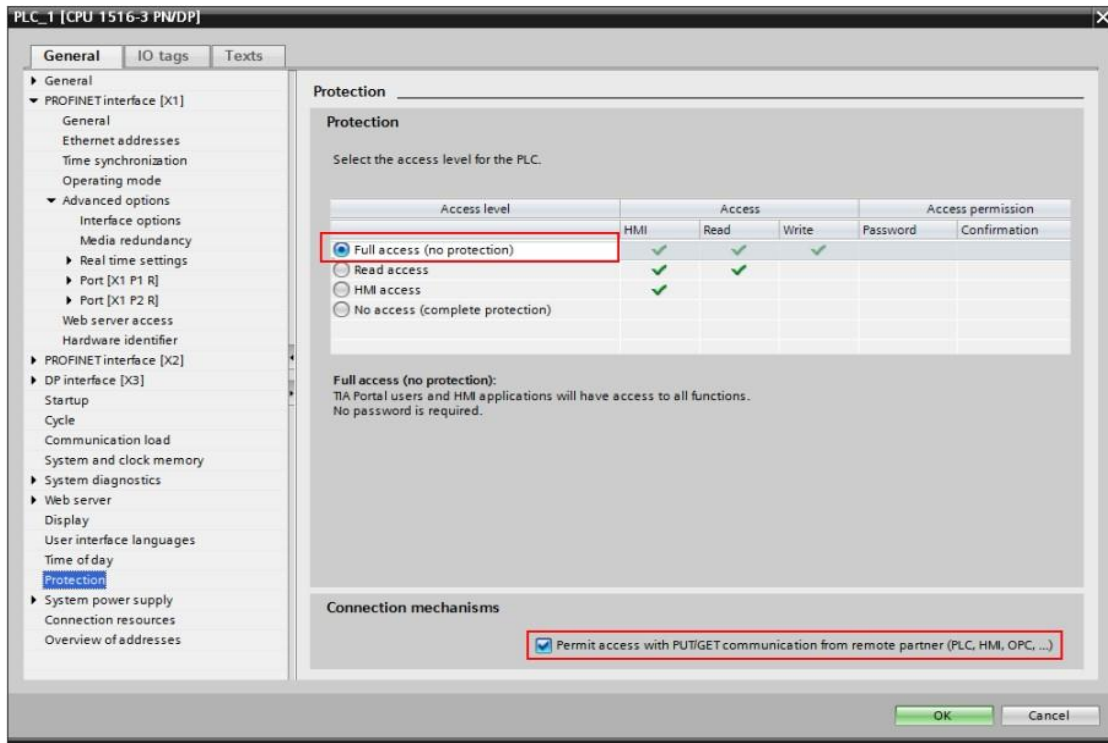 PLC_1 [CPU 1516-3 PN/DP]
General IO tags Texts
General
PROFINET interface [X1]
General
Ethernet addresses
Time synchronization
Operating mode
Advanced options
Interface options
Media redundancy
Real time settings
Port [X1 P1 R]
Port [X1 P2 R]
Web server access
Hardware identifier
PROFINET interface [X2]
DP interface [X3]
Startup
Cycle
Communication load
System and clock memory
System diagnostics
Web server
Display
User interface languages
Time of day
Protection
System power supply
Connection resources
Overview of addresses
Protection
Protection
Select the access level for the PLC.
Access level Access Access permission
HMI Read Write Password Confirmation
Full access (no protection)
Read access
HMI access
No access (complete protection)
Full access (no protection):
TIA Portal users and HMI applications will have access to all functions.
No password is required.
Connection mechanisms
Permit access with PUT/GET communication from remote partner (PLC, HMI, OPC, ...)
OK Cancel